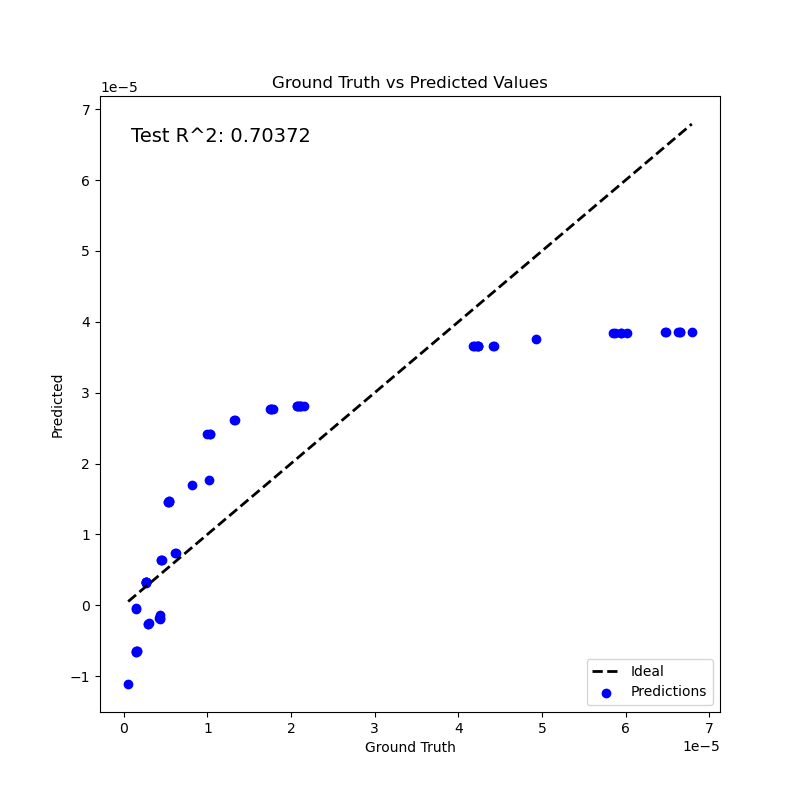 Ground Truth vs Predicted Values
1e−5
Test R^2: 0.70372
7
6
5
4
3
2
1
0
−1
Predicted
Ideal
Predictions
0 1 2 3 4 5 6 7
Ground Truth
1e−5